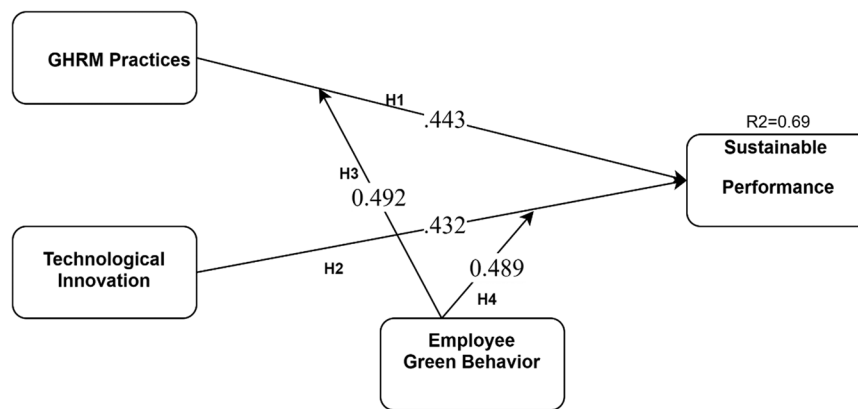 GHRM Practices
H1
.443
R2=0.69
Sustainable
Performance
H3
0.492
.432
Technological
Innovation
H2
0.489
H4
Employee
Green Behavior